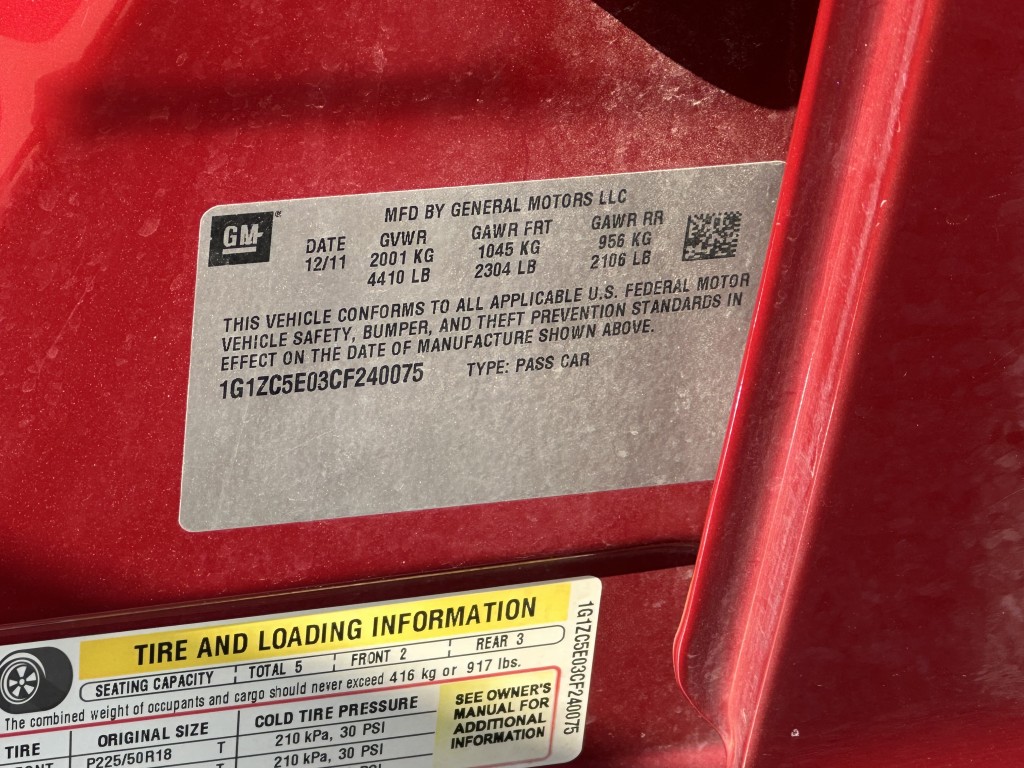 GM
®
MFD BY GENERAL MOTORS LLC
DATE GVWR GAWR FRT GAWR RR
12/11 2001 KG 1045 KG 956 KG
4410 LB 2304 LB 2106 LB
THIS VEHICLE CONFORMS TO ALL APPLICABLE U.S. FEDERAL MOTOR
VEHICLE SAFETY, BUMPER, AND THEFT PREVENTION STANDARDS IN
EFFECT ON THE DATE OF MANUFACTURE SHOWN ABOVE.
1G1ZC5E03CF240075 TYPE: PASS CAR
TIRE AND LOADING INFORMATION
SEATING CAPACITY TOTAL 5 FRONT 2 REAR 3
The combined weight of occupants and cargo should never exceed 416 kg or 917 lbs.
TIRE ORIGINAL SIZE COLD TIRE PRESSURE
P225/50R18 T 210 kPa, 30 PSI
T 210 kPa, 30 PSI
SEE OWNER'S
MANUAL FOR
ADDITIONAL
INFORMATION
1G1ZC5E03CF240075